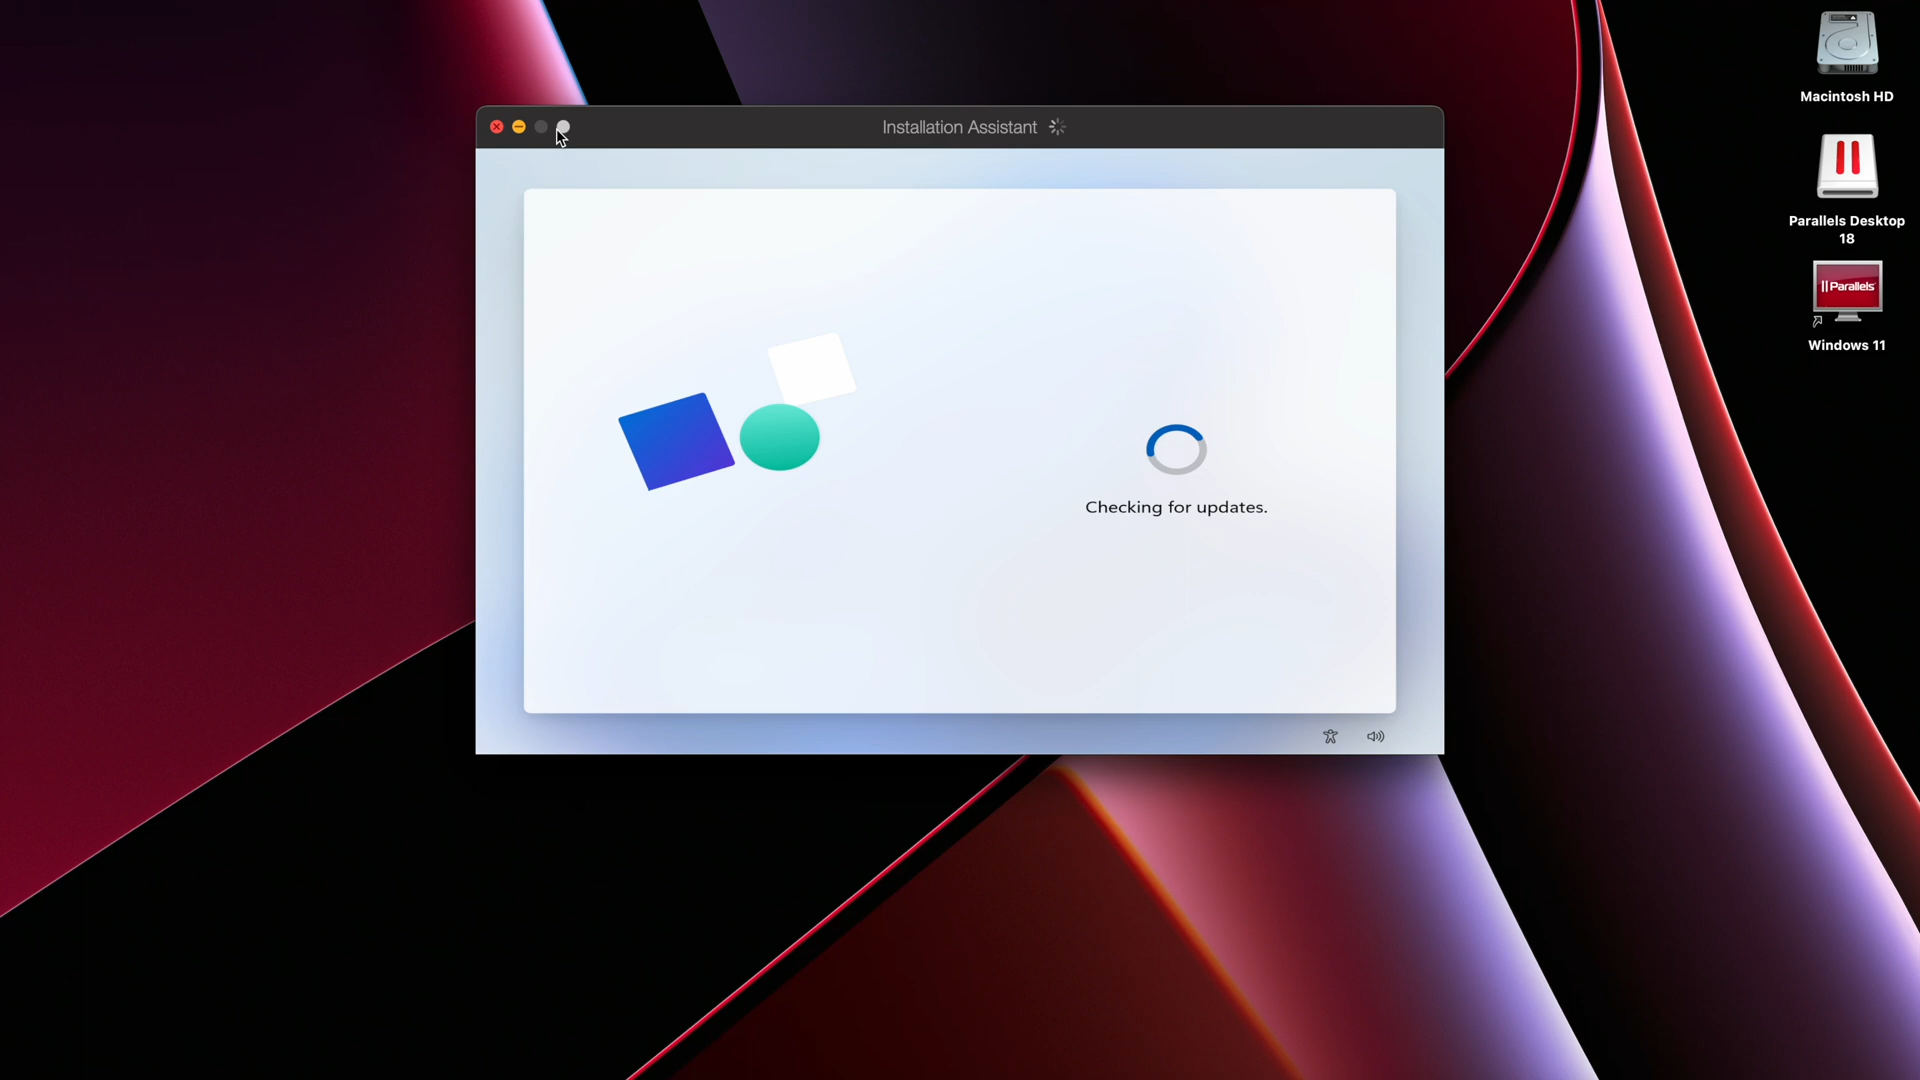 Installation Assistant
Macintosh HD
Parallels Desktop
18
Parallels
Windows 11
Checking for updates.